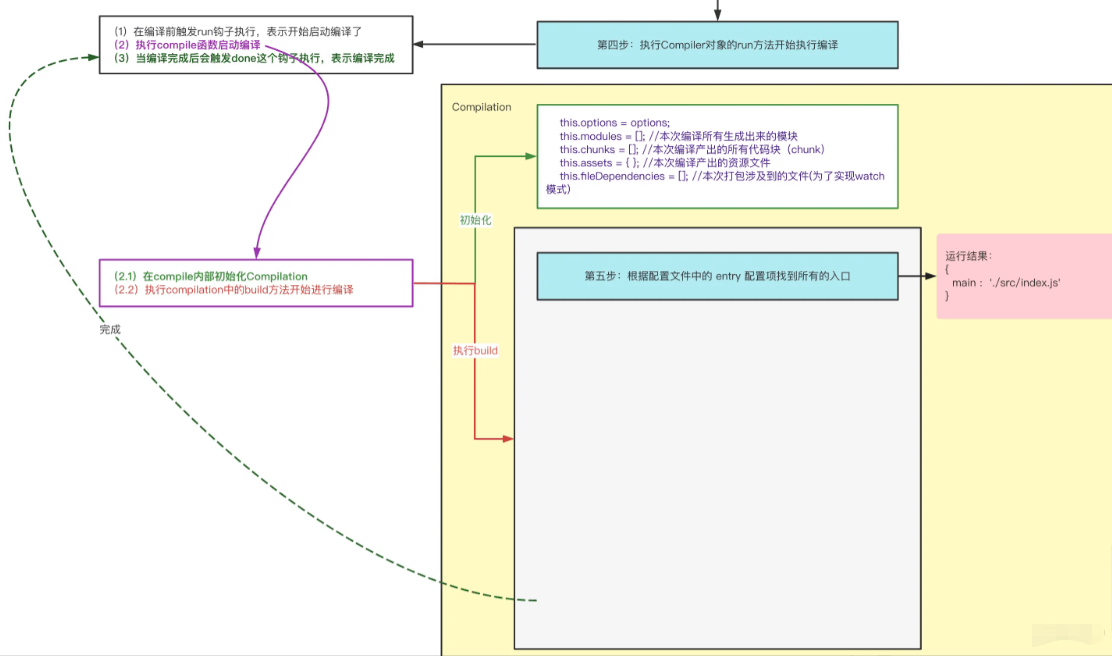 (1) 在编译前触发run钩子执行，表示开始启动编译了
(2) 执行compile函数启动编译
(3) 当编译完成后会触发done这个钩子执行，表示编译完成
第四步：执行Compiler对象的run方法开始执行编译
Compilation
this.options = options;
this.modules = []; //本次编译所有生成出来的模块
this.chunks = []; //本次编译产出的所有代码块（chunk）
this.assets = { }; //本次编译产出的资源文件
this.fileDependencies = []; //本次打包涉及到的文件(为了实现watch
模式)
初始化
(2.1) 在compile内部初始化Compilation
(2.2) 执行compilation中的build方法开始进行编译
第五步：根据配置文件中的 entry 配置项找到所有的入口
运行结果：
{
main： './src/index.js'
}
完成
执行build